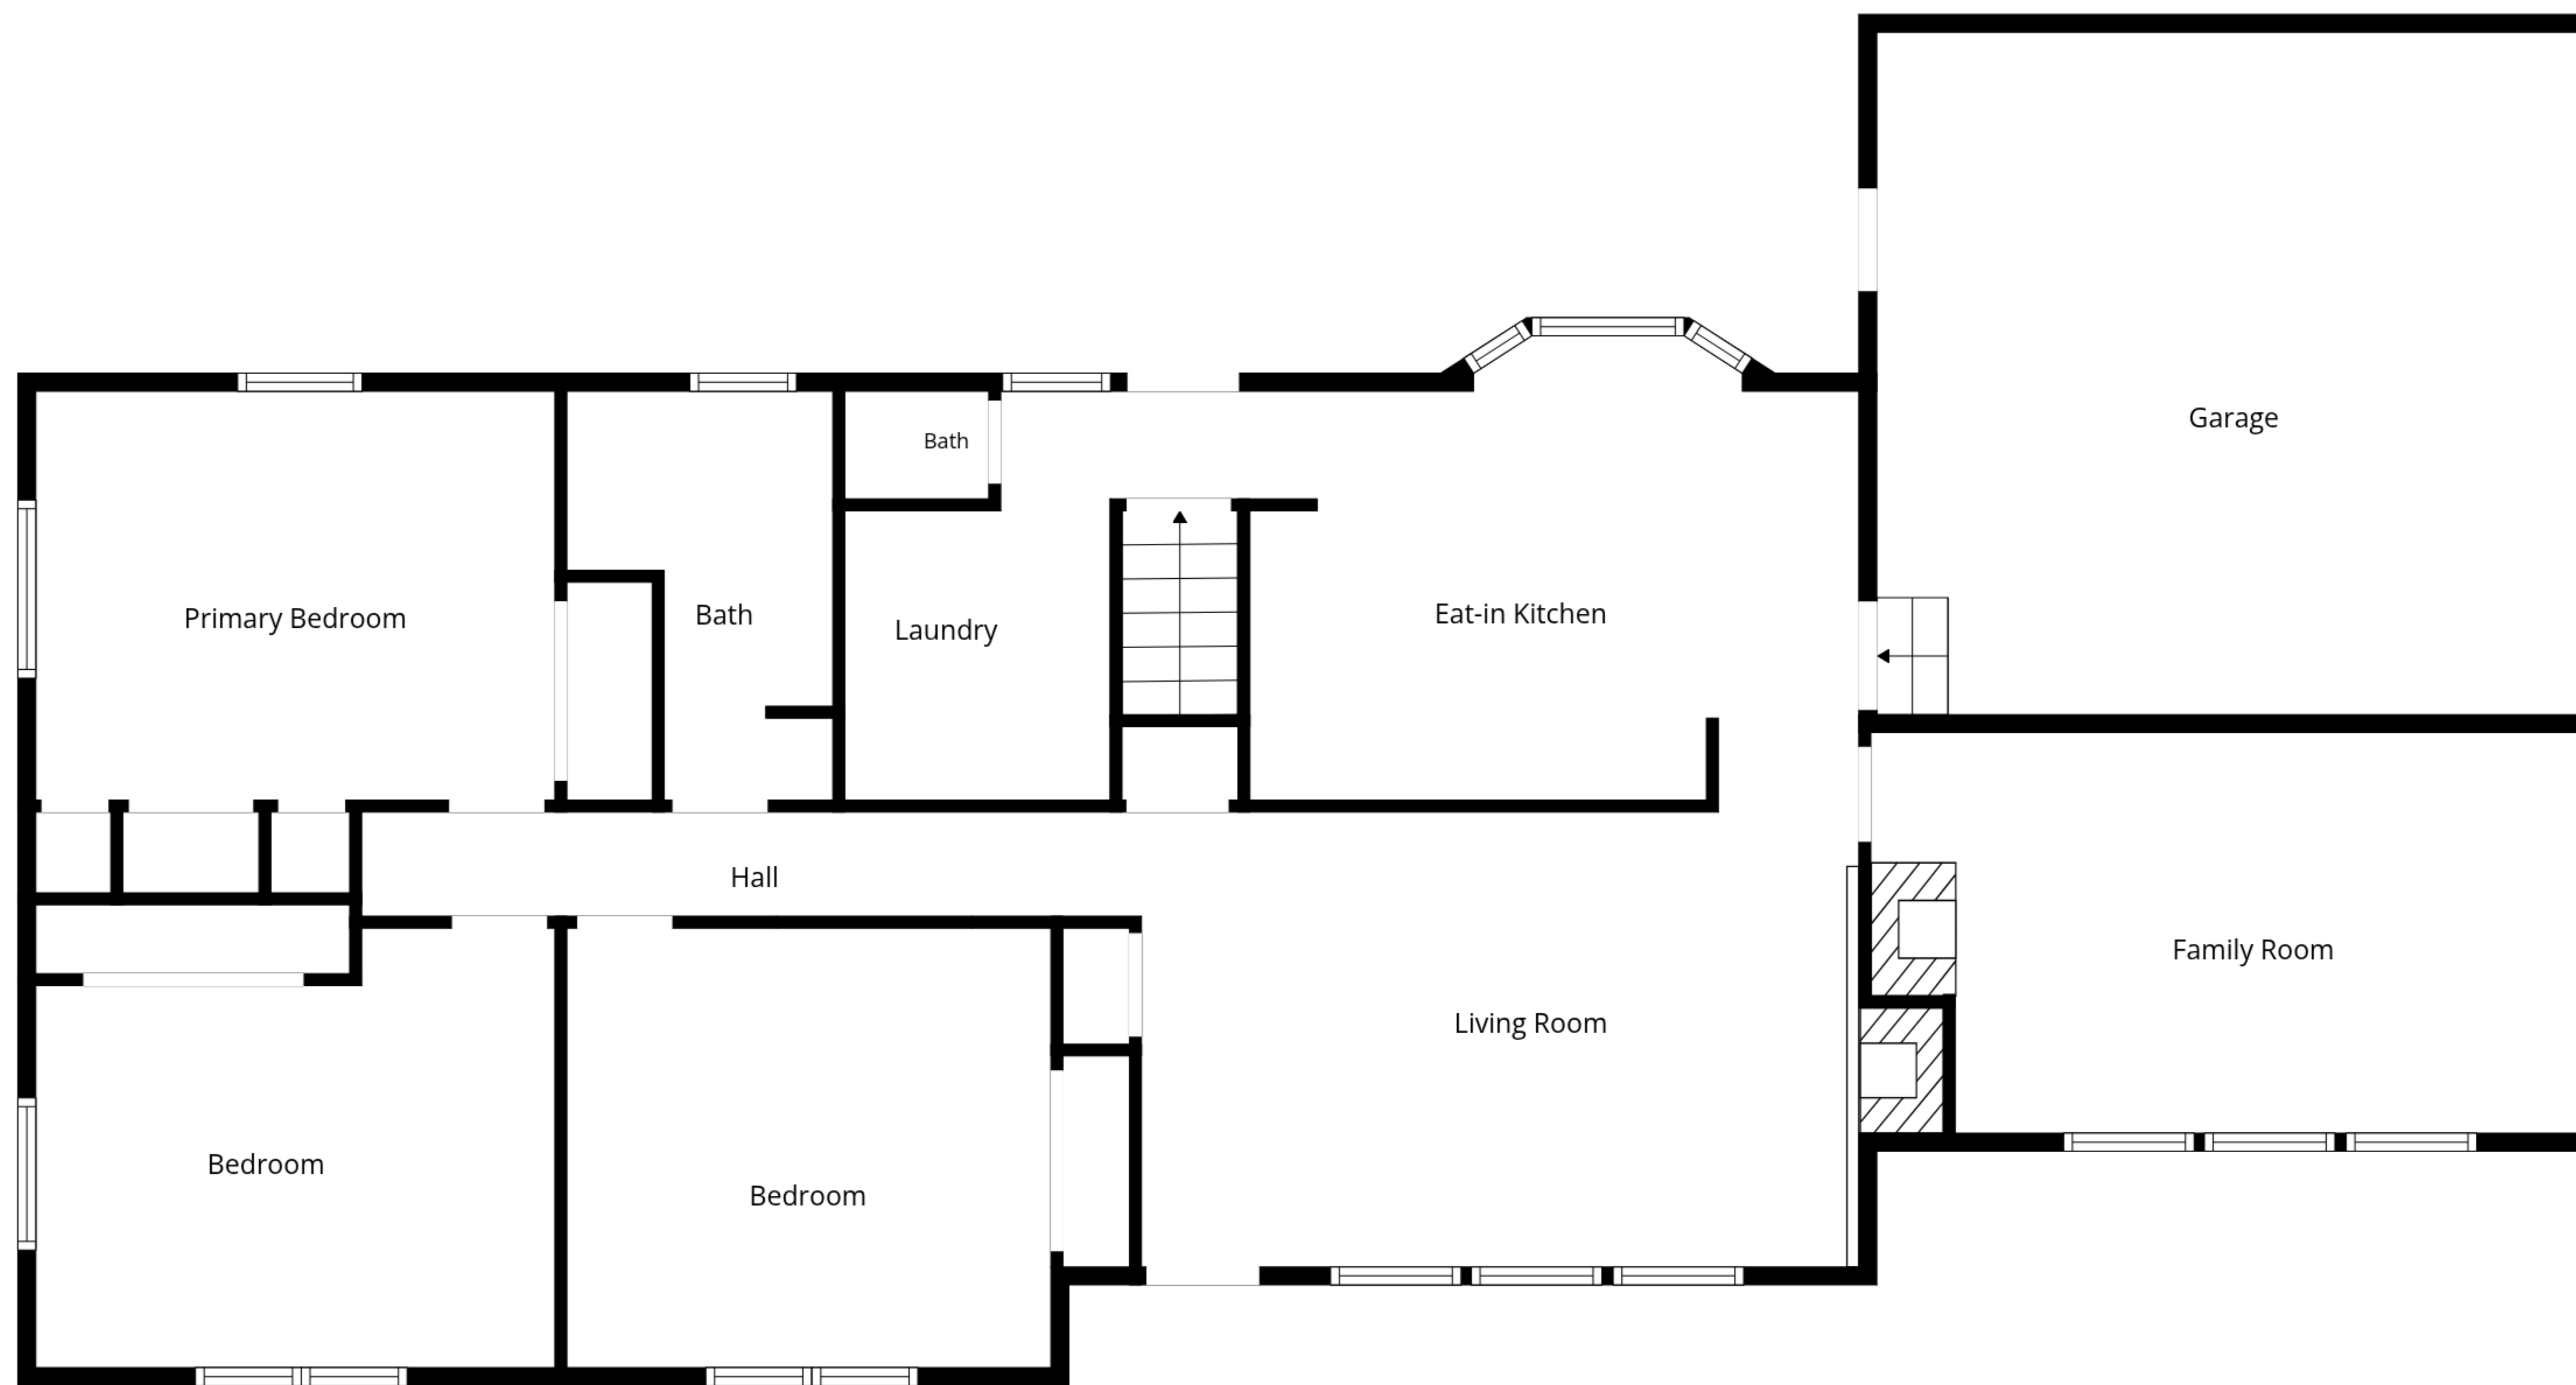 Garage
Bath
Primary Bedroom
Bath
Laundry
Eat-in Kitchen
Hall
Family Room
Living Room
Bedroom
Bedroom